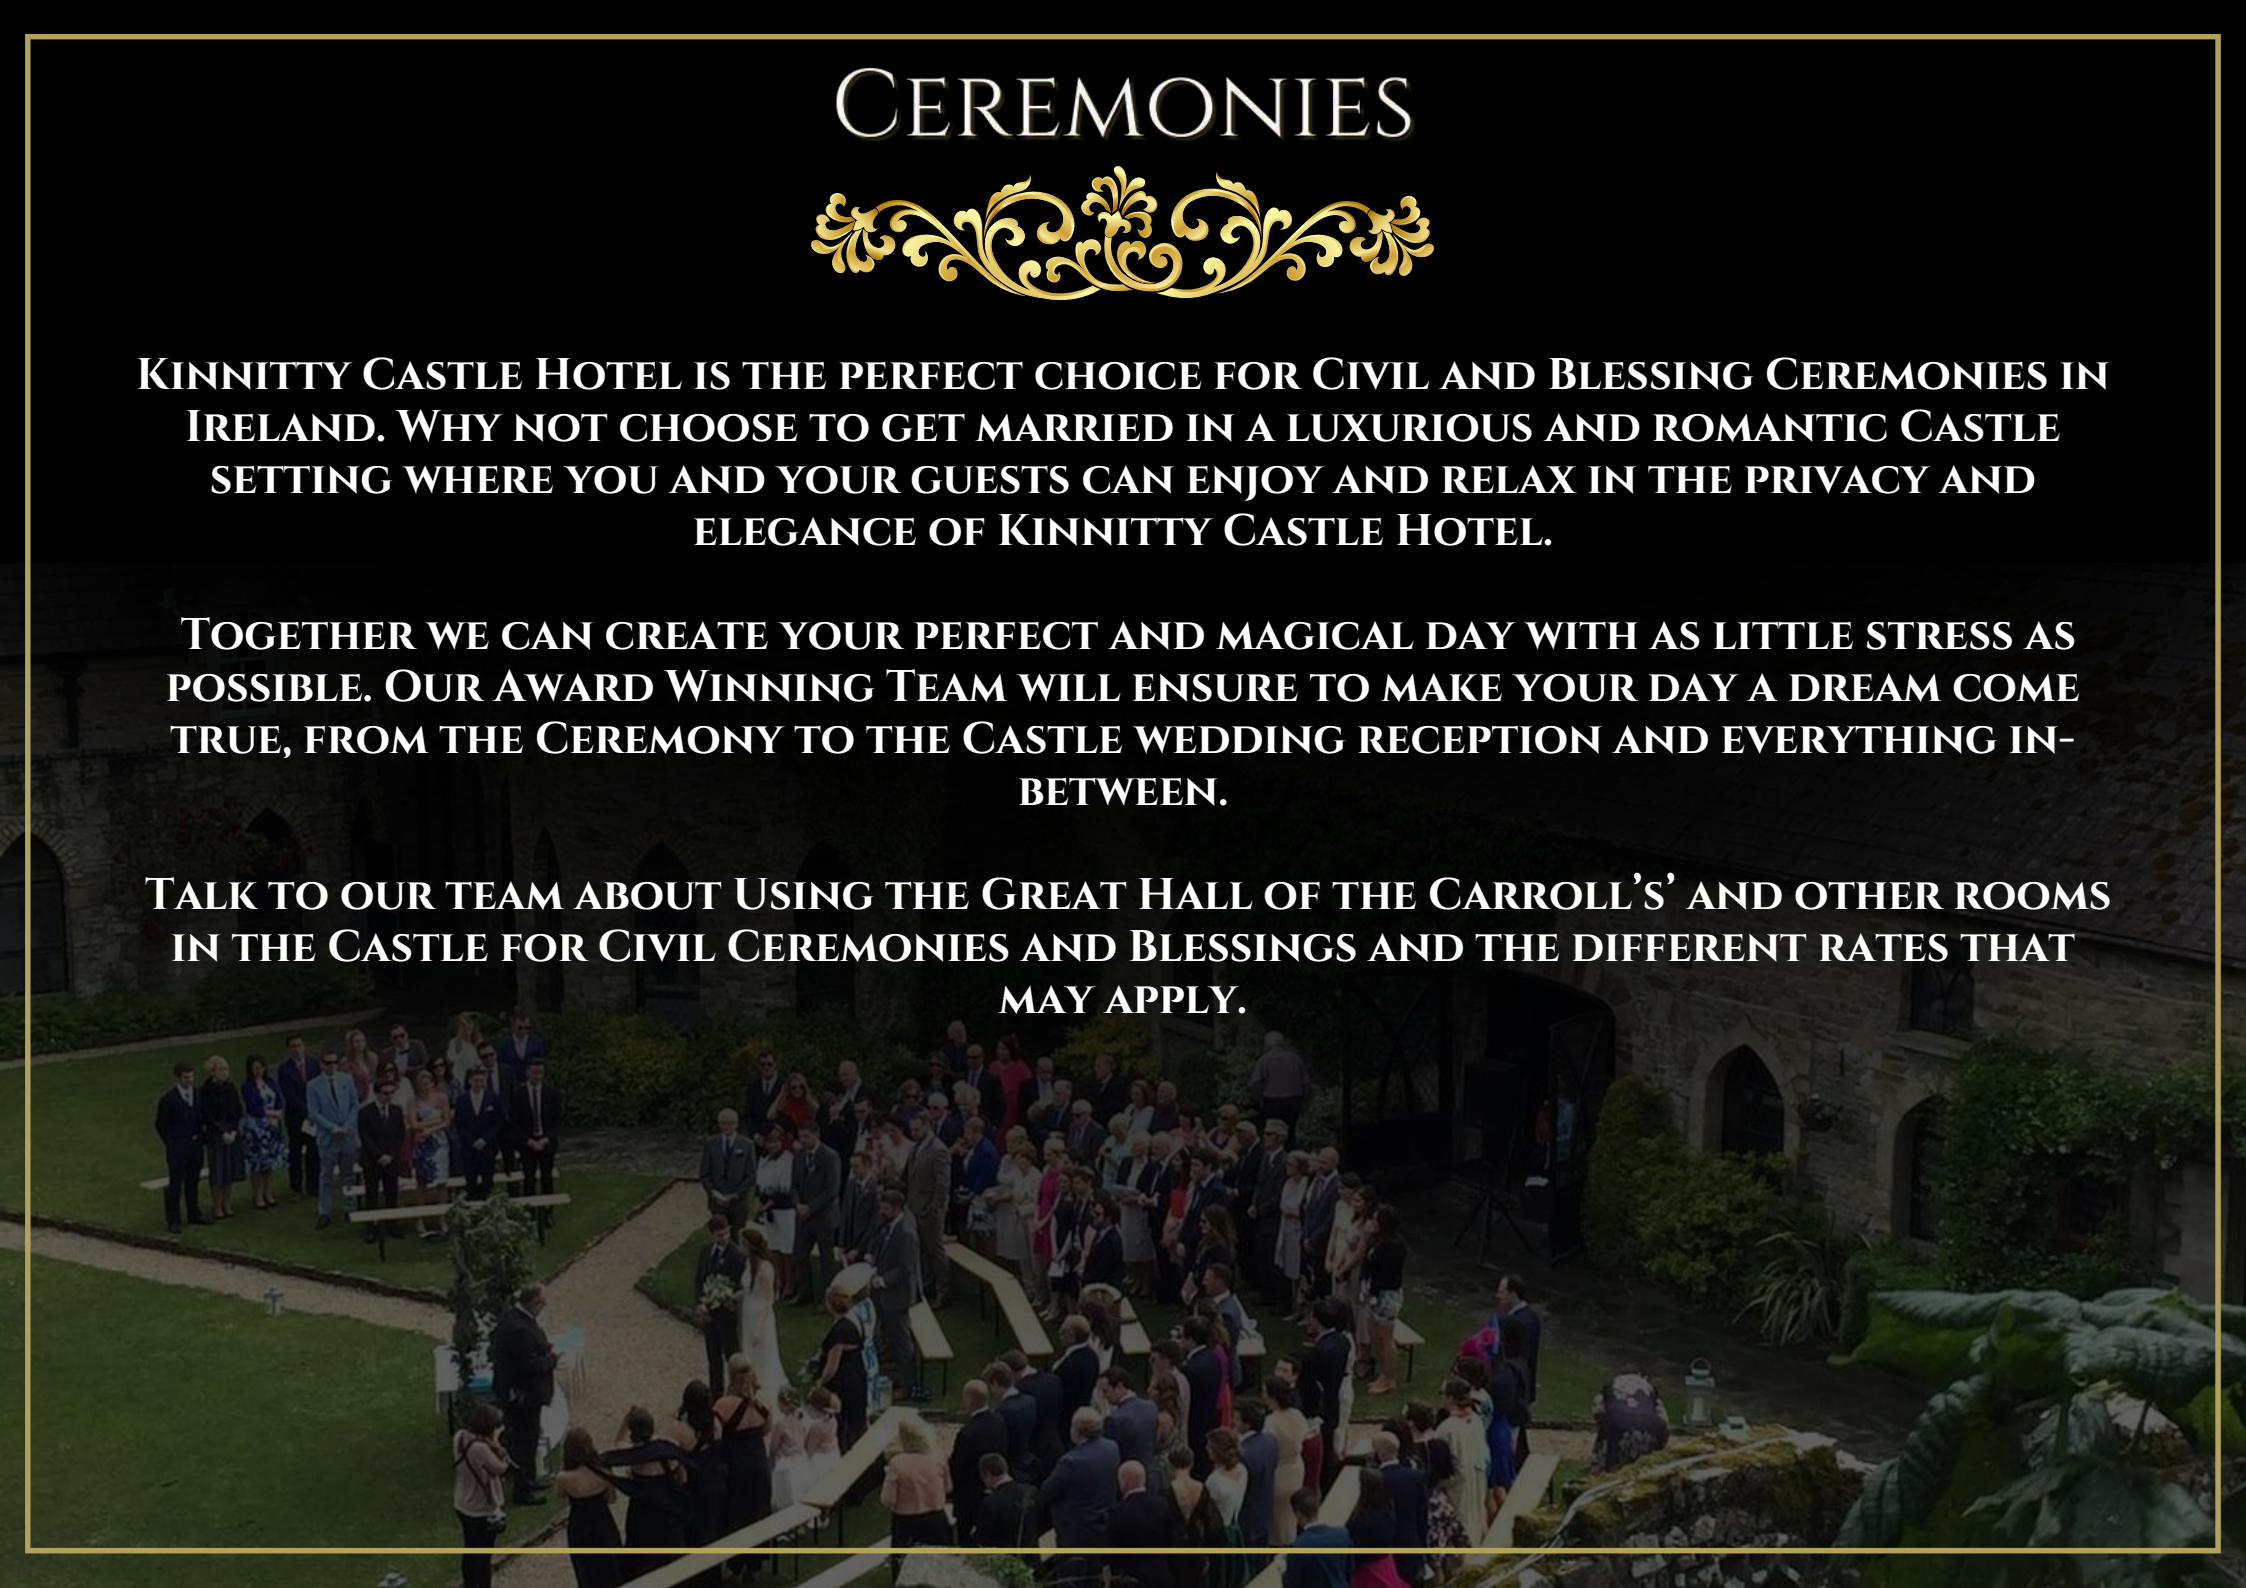 Ceremonies
Kinnitty Castle Hotel is the perfect choice for Civil and Blessing Ceremonies in
Ireland. Why not choose to get married in a luxurious and romantic Castle
setting where you and your guests can enjoy and relax in the privacy and
elegance of Kinnitty Castle Hotel.
Together we can create your perfect and magical day with as little stress as
possible. Our Award Winning Team will ensure to make your day a dream come
true, from the Ceremony to the Castle wedding reception and everything in-
between.
Talk to our team about Using the Great Hall of the Carroll’s’ and other rooms
in the Castle for Civil Ceremonies and Blessings and the different rates that
may apply.